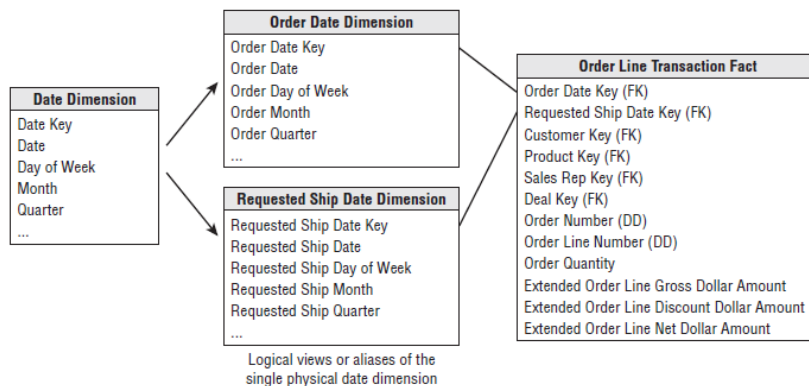 Date Dimension
Date Key
Date
Day of Week
Month
Quarter
...
Order Date Dimension
Order Date Key
Order Date
Order Day of Week
Order Month
Order Quarter
...
Requested Ship Date Dimension
Requested Ship Date Key
Requested Ship Date
Requested Ship Day of Week
Requested Ship Month
Requested Ship Quarter
...
Logical views or aliases of the
single physical date dimension
Order Line Transaction Fact
Order Date Key (FK)
Requested Ship Date Key (FK)
Customer Key (FK)
Product Key (FK)
Sales Rep Key (FK)
Deal Key (FK)
Order Number (DD)
Order Line Number (DD)
Order Quantity
Extended Order Line Gross Dollar Amount
Extended Order Line Discount Dollar Amount
Extended Order Line Net Dollar Amount